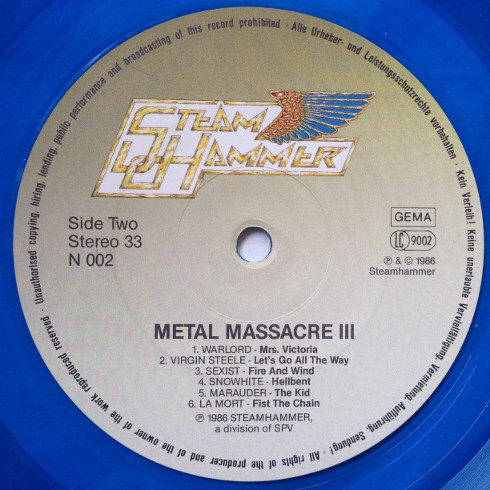 Unauthorised copying, hiring, lending, public performance and broadcasting of this record prohibited - Alle Urheber- und Leistungsschutzrechte vorbehalten - Kein Verleih! Keine unerlaubte Vervielfältigung, Vermietung, Aufführung, Sendung! - All rights of the producer and of the owner of the work reproduced reserved -
STEAM
HAMMER
Side Two
Stereo 33
N 002
GEMA
LC 9002
℗ & © 1986
Steamhammer
METAL MASSACRE III
1. WARLORD - Mrs. Victoria
2. VIRGIN STEELE - Let's Go All The Way
3. SEXIST - Fire And Wind
4. SNOWHITE - Hellbent
5. MARAUDER - The Kid
6. LA MORT - Fist The Chain
℗ 1986 STEAMHAMMER,
a division of SPV